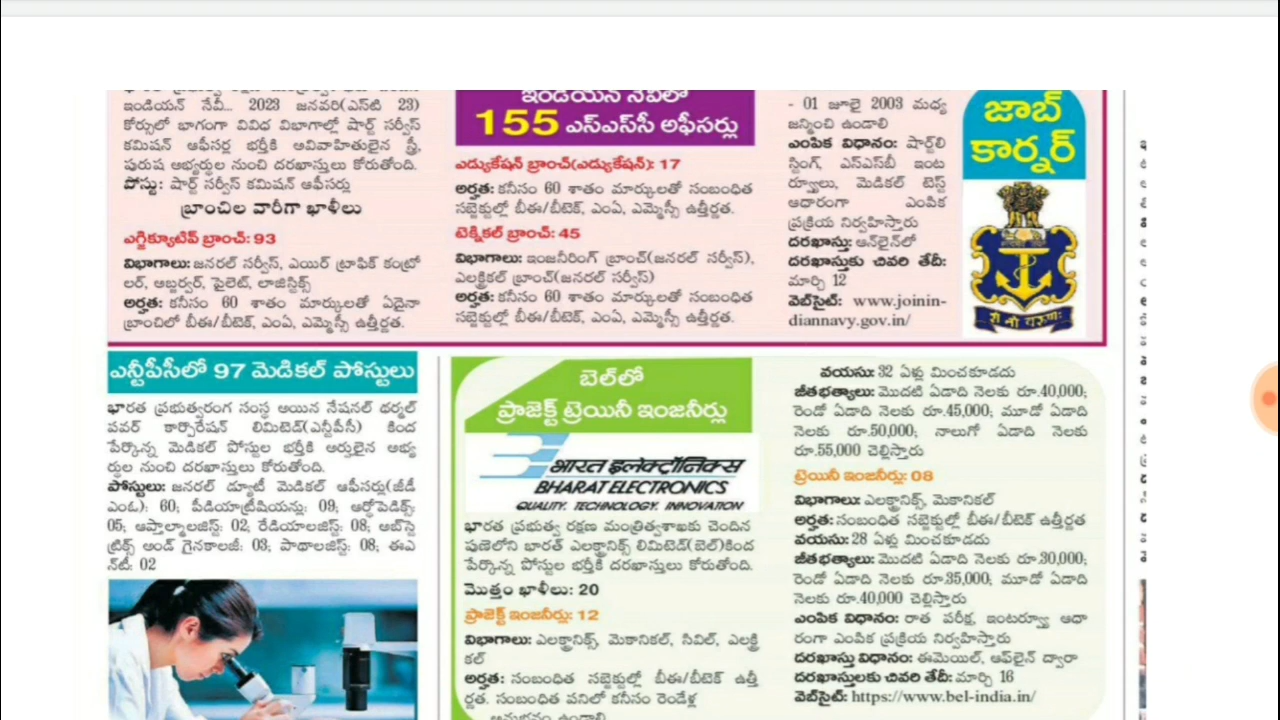 ఇండియన్ నేవీ... 2023 జనవరి(ఎస్‌టి 23)
కోర్సులో భాగంగా వివిధ విభాగాల్లో షార్ట్ సర్వీస్
కమిషన్ ఆఫీసర్ల భర్తీకి అవివాహితులైన స్త్రీ,
పురుష అభ్యర్థుల నుంచి దరఖాస్తులు కోరుతోంది.
పోస్టు: షార్ట్ సర్వీస్ కమిషన్ ఆఫీసర్లు
బ్రాంచిల వారీగా ఖాళీలు
ఎగ్జిక్యూటివ్ బ్రాంచ్: 93
విభాగాలు: జనరల్ సర్వీస్, ఎయిర్ ట్రాఫిక్ కంట్రో
లర్, అబ్జర్వర్, పైలెట్, లాజిస్టిక్స్
అర్హత: కనీసం 60 శాతం మార్కులతో ఏదైనా
బ్రాంచిలో బీఈ/బీటెక్, ఎంఏ, ఎమ్మెస్సీ ఉత్తీర్ణత.
ఇండియన్ నేవీలో
155 ఎస్ఎస్‌సీ అఫీసర్లు
ఎడ్యుకేషన్ బ్రాంచ్(ఎడ్యుకేషన్): 17
అర్హత: కనీసం 60 శాతం మార్కులతో సంబంధిత
సబ్జెక్టుల్లో బీఈ/బీటెక్, ఎంఏ, ఎమ్మెస్సీ ఉత్తీర్ణత.
టెక్నికల్ బ్రాంచ్: 45
విభాగాలు: ఇంజనీరింగ్ బ్రాంచ్(జనరల్ సర్వీస్),
ఎలక్ట్రికల్ బ్రాంచ్(జనరల్ సర్వీస్)
అర్హత: కనీసం 60 శాతం మార్కులతో సంబంధిత
సబ్జెక్టుల్లో బీఈ/బీటెక్, ఎంఏ, ఎమ్మెస్సీ ఉత్తీర్ణత.
- 01 జూలై 2003 మధ్య
జన్మించి ఉండాలి
ఎంపిక విధానం: షార్ట్‌లి
స్టింగ్, ఎస్ఎస్‌బీ ఇంట
ర్వ్యూలు, మెడికల్ టెస్ట్
ఆధారంగా ఎంపిక
ప్రక్రియ నిర్వహిస్తారు
దరఖాస్తు: ఆన్‌లైన్‌లో
దరఖాస్తుకు చివరి తేదీ:
మార్చి 12
వెబ్‌సైట్: www.joinin-
diannavy.gov.in/
జాబ్
కార్నర్
शं नो वरुणः
ఎన్టీపీసీలో 97 మెడికల్ పోస్టులు
భారత ప్రభుత్వరంగ సంస్థ అయిన నేషనల్ థర్మల్
పవర్ కార్పొరేషన్ లిమిటెడ్(ఎన్టీపీసీ) కింద
పేర్కొన్న మెడికల్ పోస్టుల భర్తీకి అర్హులైన అభ్య
ర్థుల నుంచి దరఖాస్తులు కోరుతోంది.
పోస్టులు: జనరల్ డ్యూటీ మెడికల్ ఆఫీసర్లు(జీడీ
ఎంఓ): 60; పీడియాట్రీషియన్లు: 09; ఆర్థోపెడిక్స్:
05; ఆప్తాల్మాలజిస్ట్: 02; రేడియాలజిస్ట్: 08; అబ్‌స్టె
ట్రిక్స్ అండ్ గైనకాలజీ: 03; పాథాలజిస్ట్: 08; ఈఎ
న్‌టీ: 02
బెల్‌లో
ప్రాజెక్ట్ ట్రెయినీ ఇంజనీర్లు
भारत इलेक्ट्रॉनिक्स
BHARAT ELECTRONICS
QUALITY. TECHNOLOGY. INNOVATION
భారత ప్రభుత్వ రక్షణ మంత్రిత్వశాఖకు చెందిన
పుణెలోని భారత్ ఎలక్ట్రానిక్స్ లిమిటెడ్(బెల్)కింద
పేర్కొన్న పోస్టుల భర్తీకి దరఖాస్తులు కోరుతోంది.
మొత్తం ఖాళీలు: 20
ప్రాజెక్ట్ ఇంజనీర్లు: 12
విభాగాలు: ఎలక్ట్రానిక్స్, మెకానికల్, సివిల్, ఎలక్ట్రి
కల్
అర్హత: సంబంధిత సబ్జెక్టుల్లో బీఈ/బీటెక్ ఉత్తీ
ర్ణత. సంబంధిత పనిలో కనీసం రెండేళ్ల
అనుభవం ఉండాలి
వయసు: 32 ఏళ్లు మించకూడదు
జీతభత్యాలు: మొదటి ఏడాది నెలకు రూ.40,000;
రెండో ఏడాది నెలకు రూ.45,000; మూడో ఏడాది
నెలకు రూ.50,000; నాలుగో ఏడాది నెలకు
రూ.55,000 చెల్లిస్తారు
ట్రెయినీ ఇంజనీర్లు: 08
విభాగాలు: ఎలక్ట్రానిక్స్, మెకానికల్
అర్హత: సంబంధిత సబ్జెక్టుల్లో బీఈ/బీటెక్ ఉత్తీర్ణత
వయసు: 28 ఏళ్లు మించకూడదు
జీతభత్యాలు: మొదటి ఏడాది నెలకు రూ.30,000;
రెండో ఏడాది నెలకు రూ.35,000; మూడో ఏడాది
నెలకు రూ.40,000 చెల్లిస్తారు
ఎంపిక విధానం: రాత పరీక్ష, ఇంటర్వ్యూ ఆధా
రంగా ఎంపిక ప్రక్రియ నిర్వహిస్తారు
దరఖాస్తు విధానం: ఈమెయిల్, ఆఫ్‌లైన్ ద్వారా
దరఖాస్తులకు చివరి తేదీ: మార్చి 16
వెబ్‌సైట్: https://www.bel-india.in/